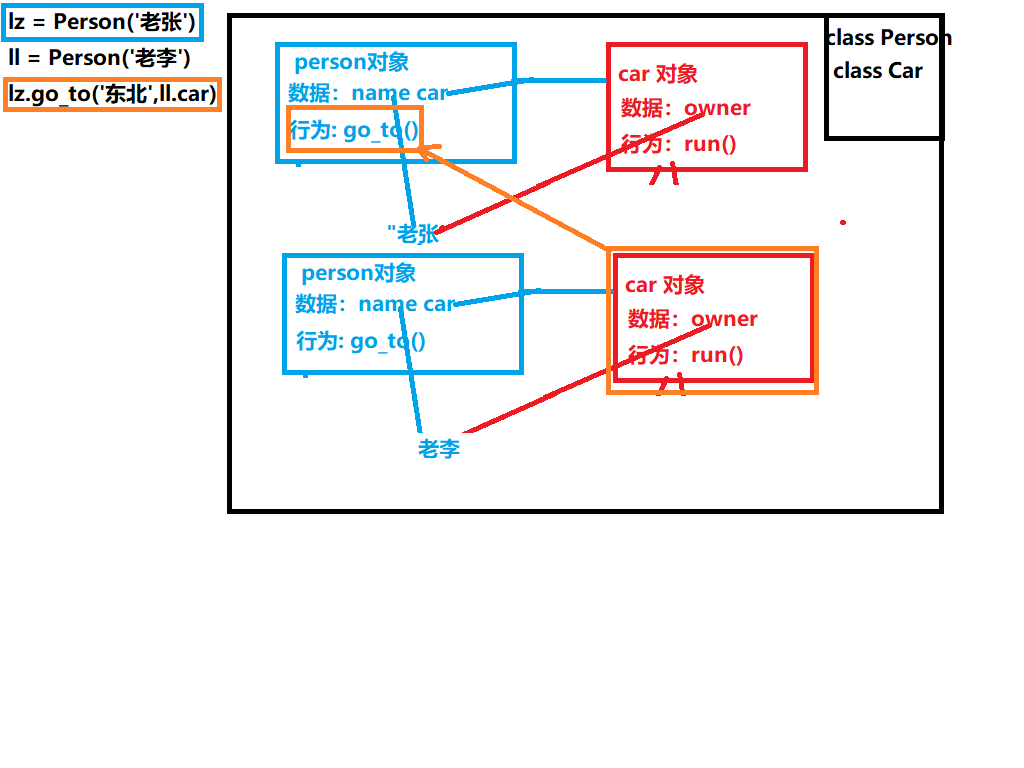 lz = Person('老张')
ll = Person('老李')
lz.go_to('东北',ll.car)
class Person
class Car
person对象
数据：name car
行为: go_to()
car 对象
数据：owner
行为：run()
"老张
person对象
数据：name car
行为: go_to()
car 对象
数据：owner
行为：run()
老李